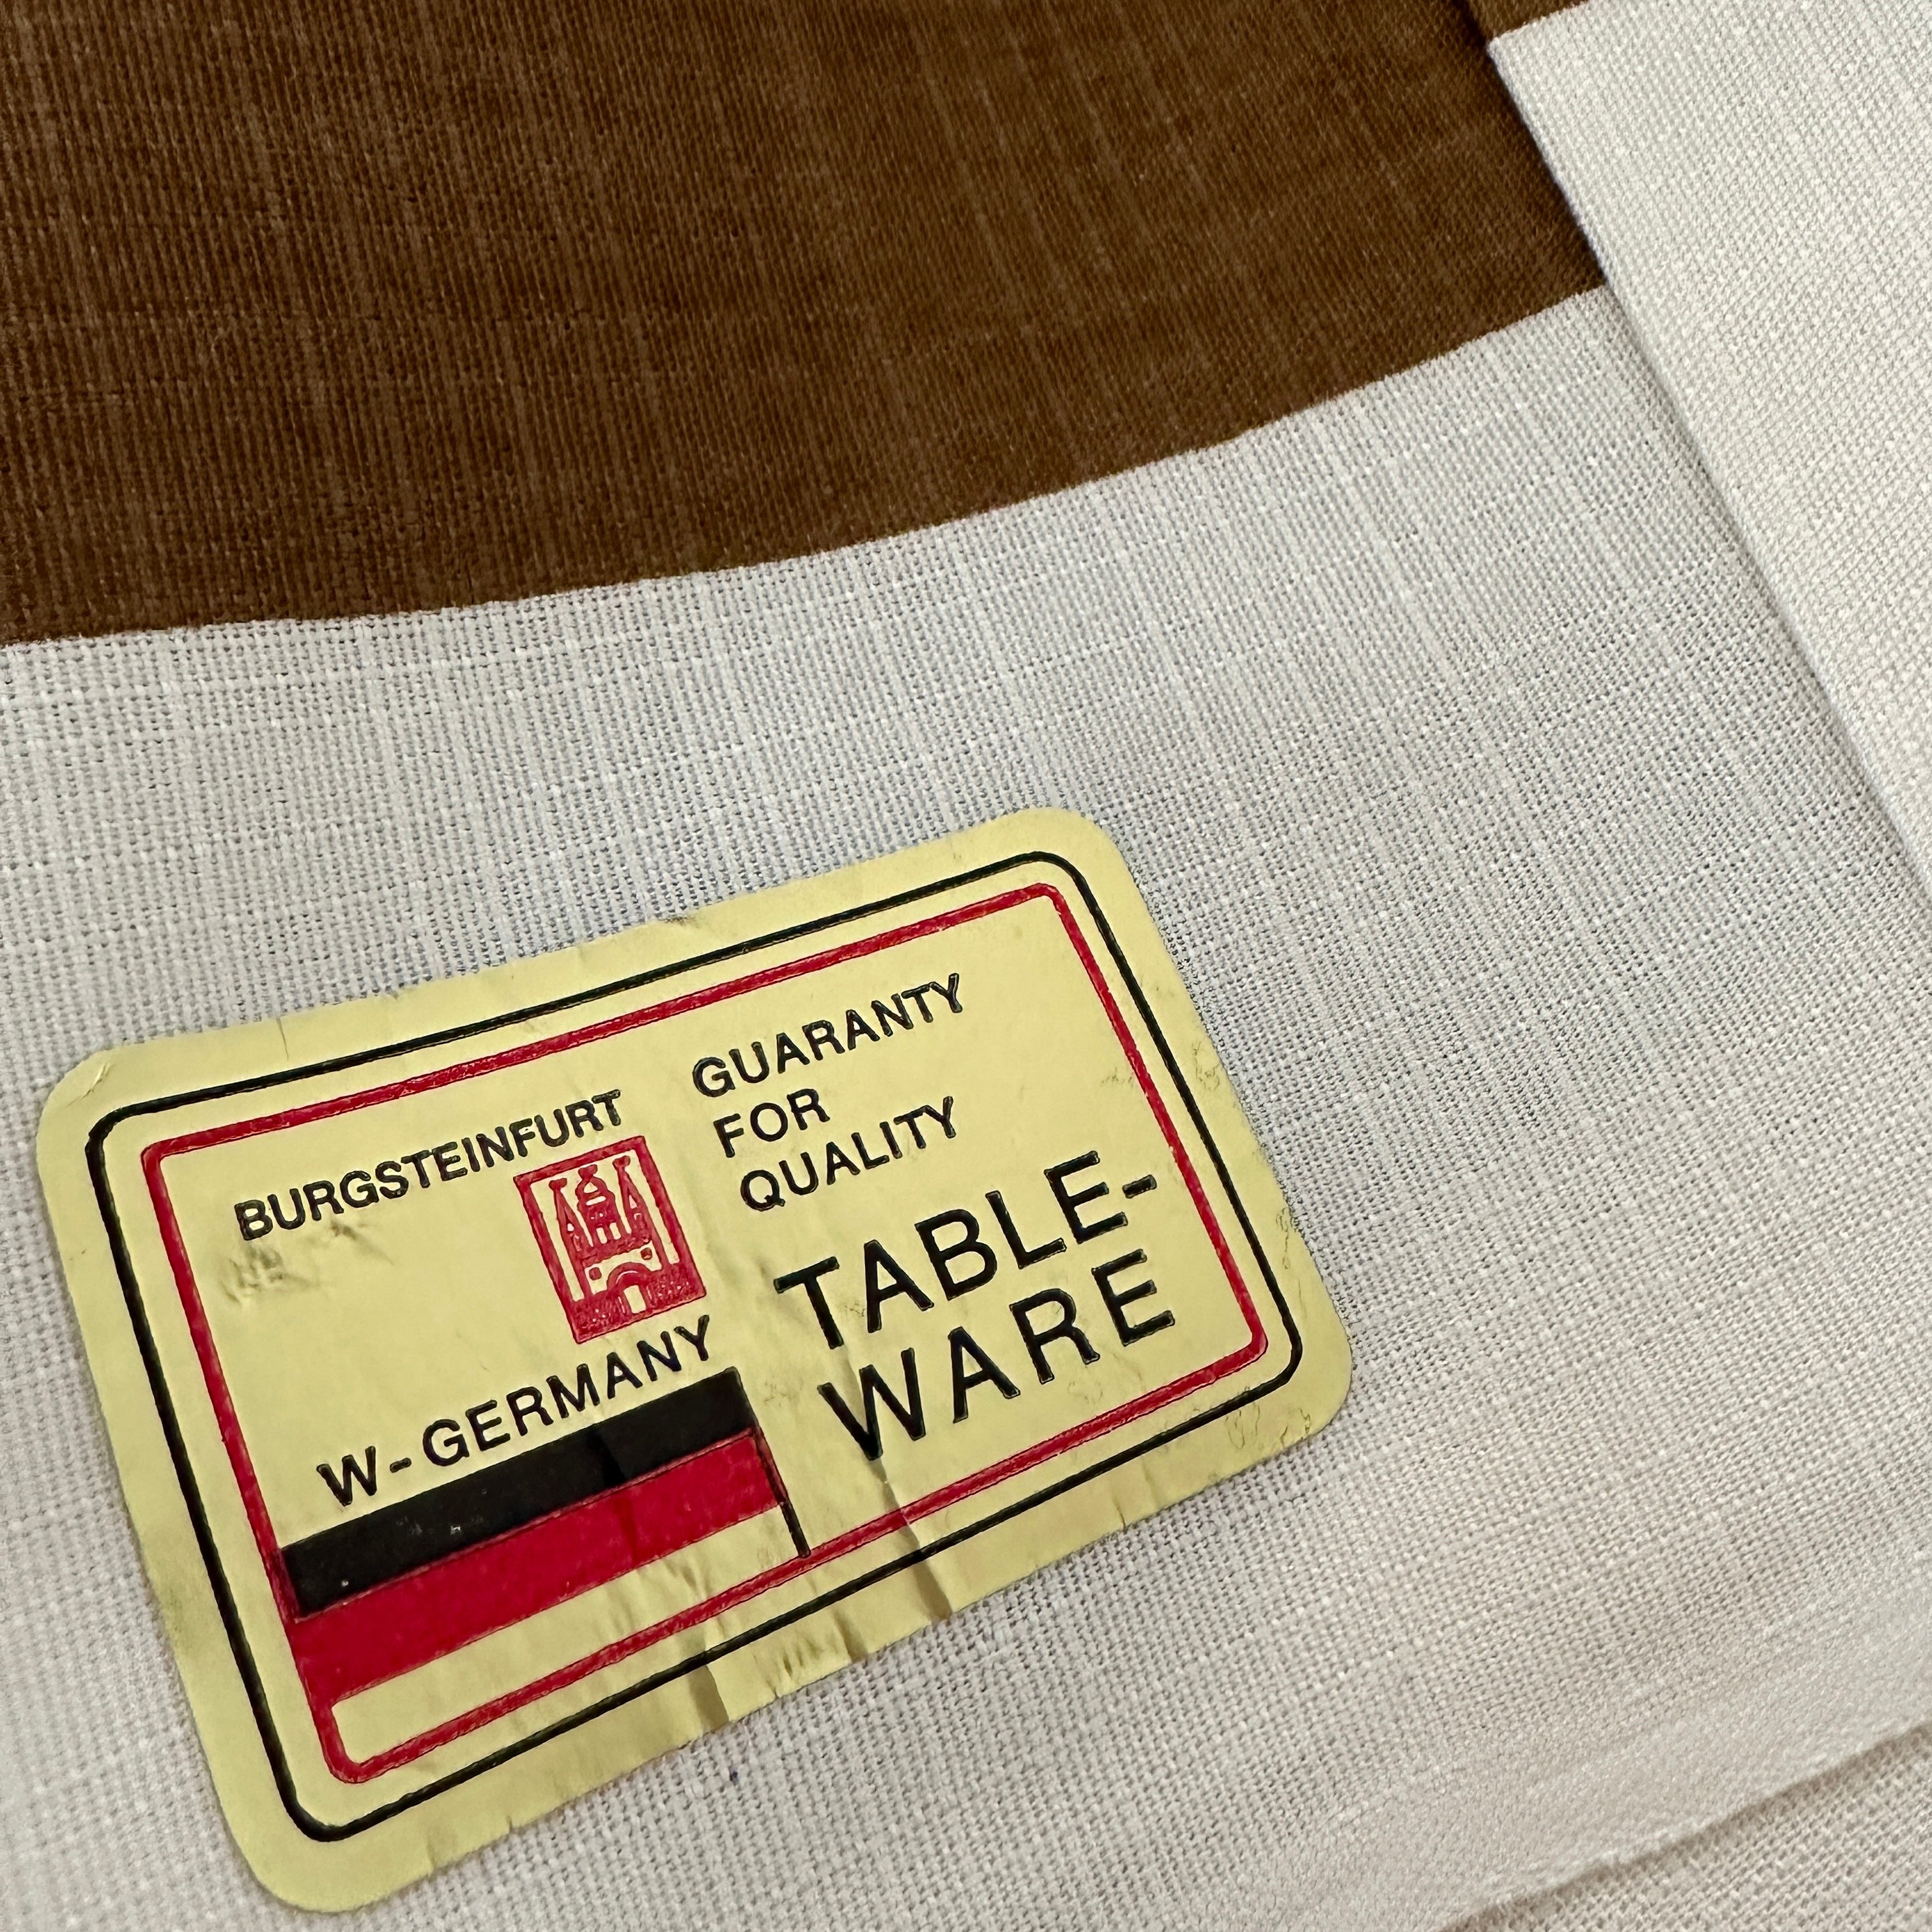 BURGSTEINFURT
W-GERMANY
GUARANTY
FOR
QUALITY
TABLE-
WARE